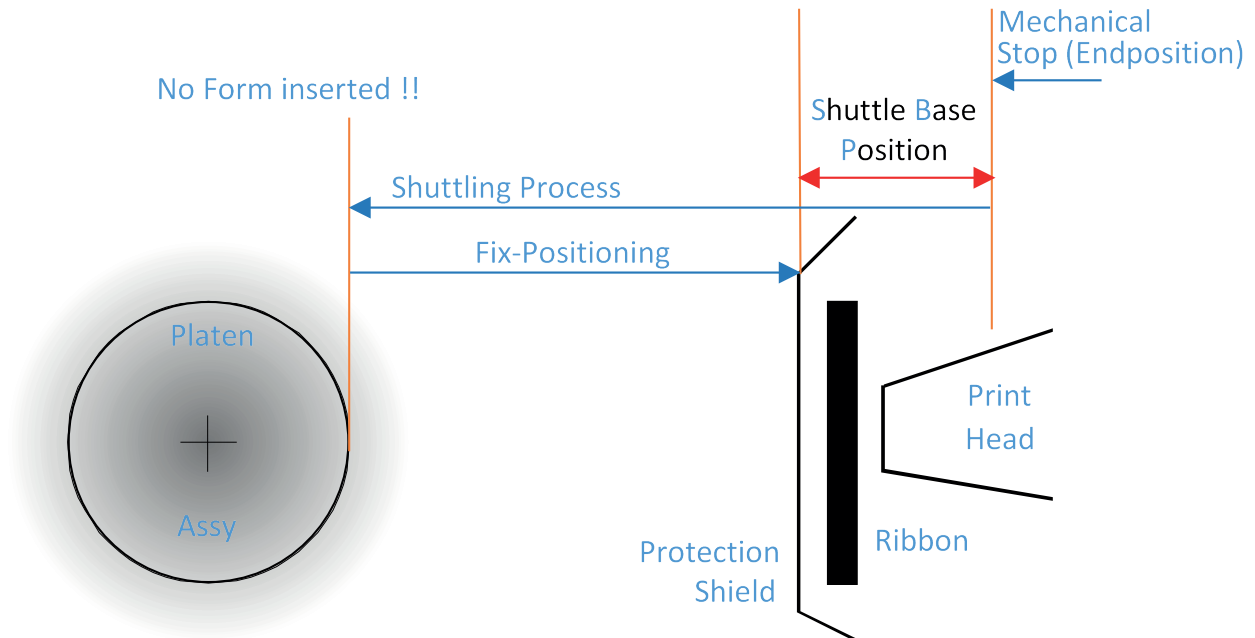 Mechanical
Stop (Endposition)
No Form inserted !!
Shuttle Base
Position
Shuttling Process
Fix-Positioning
Platen
Assy
Print
Head
Ribbon
Protection
Shield